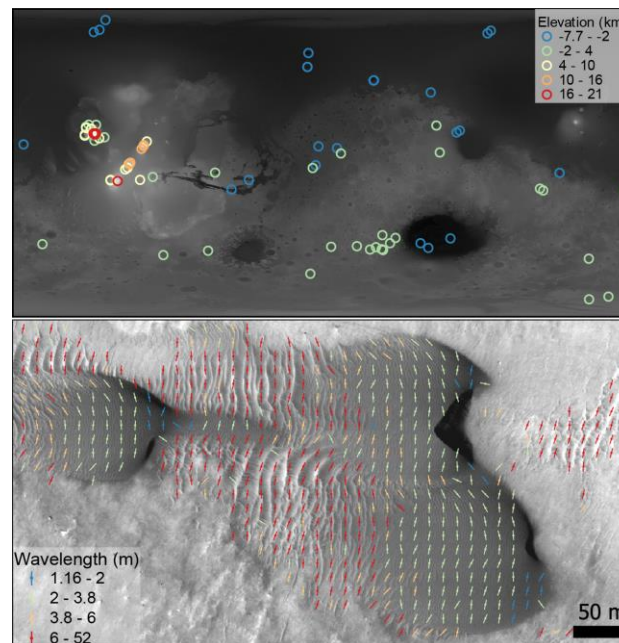 Elevation (km
-7.7 - -2
-2 - 4
4 - 10
10 - 16
16 - 21
Wavelength (m)
1.16 - 2
2 - 3.8
3.8 - 6
6 - 52
50 m